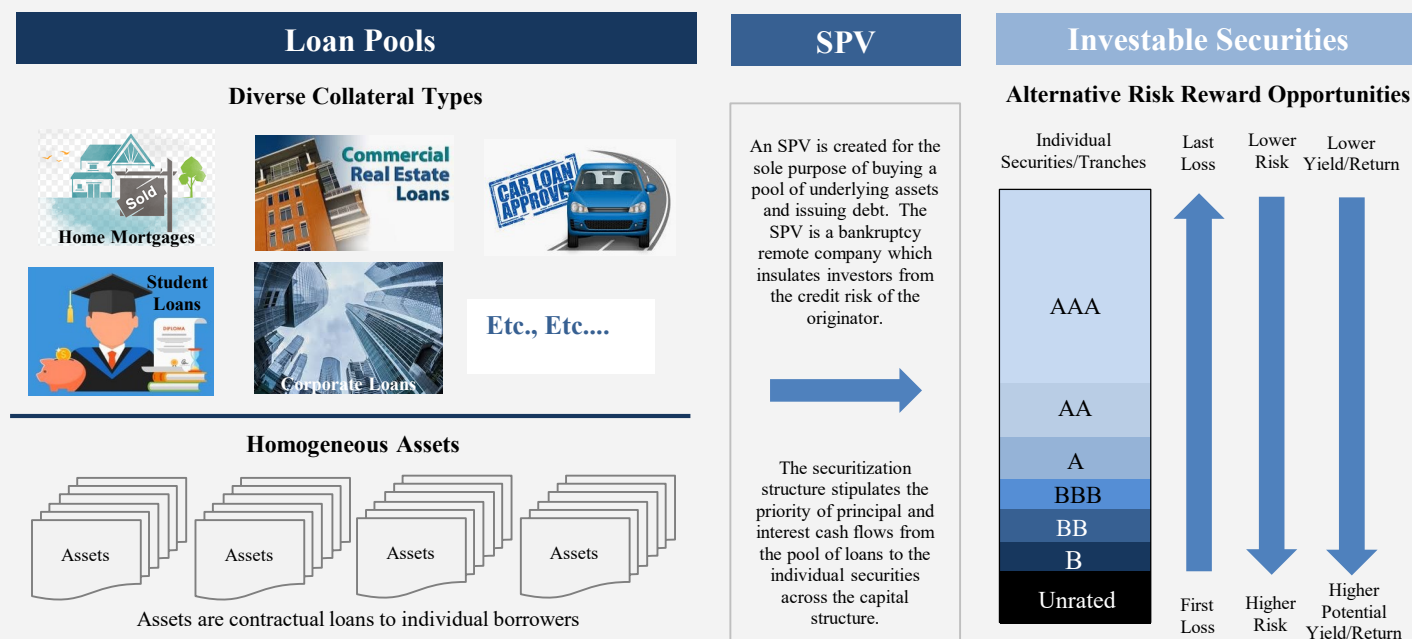 Loan Pools
Diverse Collateral Types
Sold
Home Mortgages
Commercial
Real Estate
Loans
CAR LOAN
APPROVED
Student
Loans
DIPLOMA
Corporate Loans
Etc., Etc....
Homogeneous Assets
Assets
Assets
Assets
Assets
Assets are contractual loans to individual borrowers
SPV
An SPV is created for the
sole purpose of buying a
pool of underlying assets
and issuing debt. The
SPV is a bankruptcy
remote company which
insulates investors from
the credit risk of the
originator.
The securitization
structure stipulates the
priority of principal and
interest cash flows from
the pool of loans to the
individual securities
across the capital
structure.
Investable Securities
Alternative Risk Reward Opportunities
Individual
Securities/Tranches
Last
Loss
Lower
Risk
Lower
Yield/Return
AAA
AA
A
BBB
BB
B
Unrated
First
Loss
Higher
Risk
Higher
Potential
Yield/Return